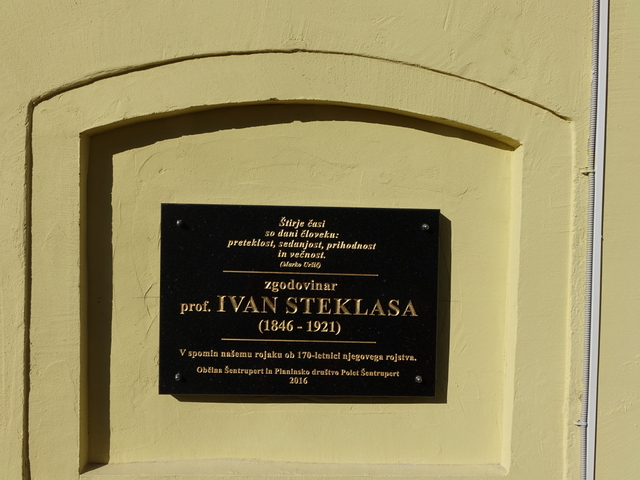 Štirje časi
so dani človeku:
preteklost, sedanjost, prihodnost
in večnost.
(Marko Uršič)
zgodovinar
prof. IVAN STEKLASA
(1846 - 1921)
V spomin našemu rojaku ob 170-letnici njegovega rojstva.
Občina Šentrupert in Planinsko društvo Polet Šentrupert
2016